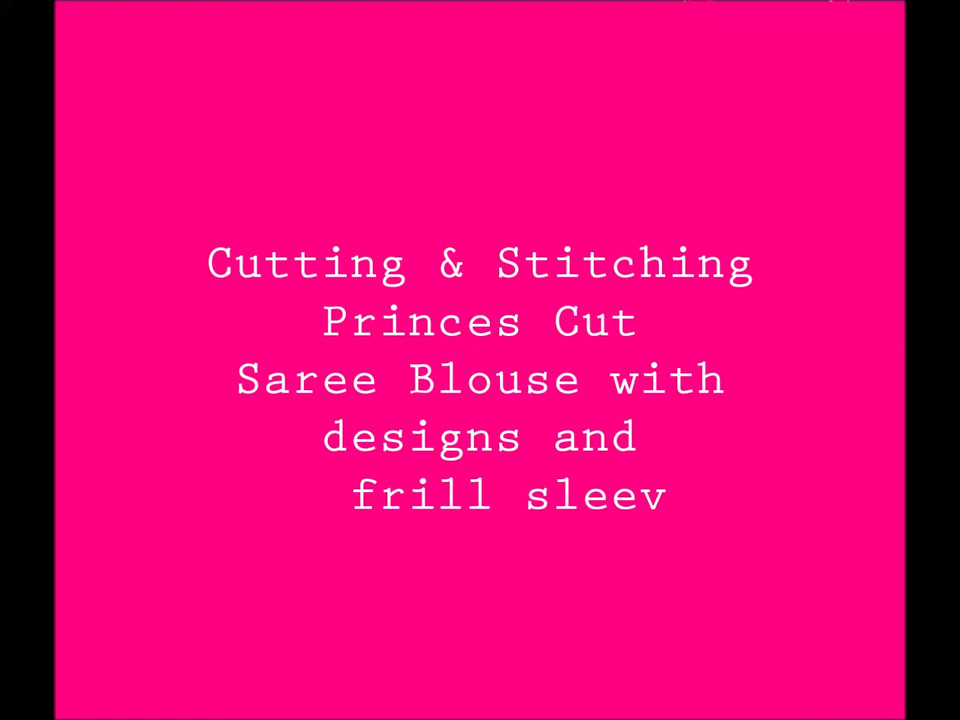 Cutting & Stitching
Princes Cut
Saree Blouse with
designs and
frill sleev